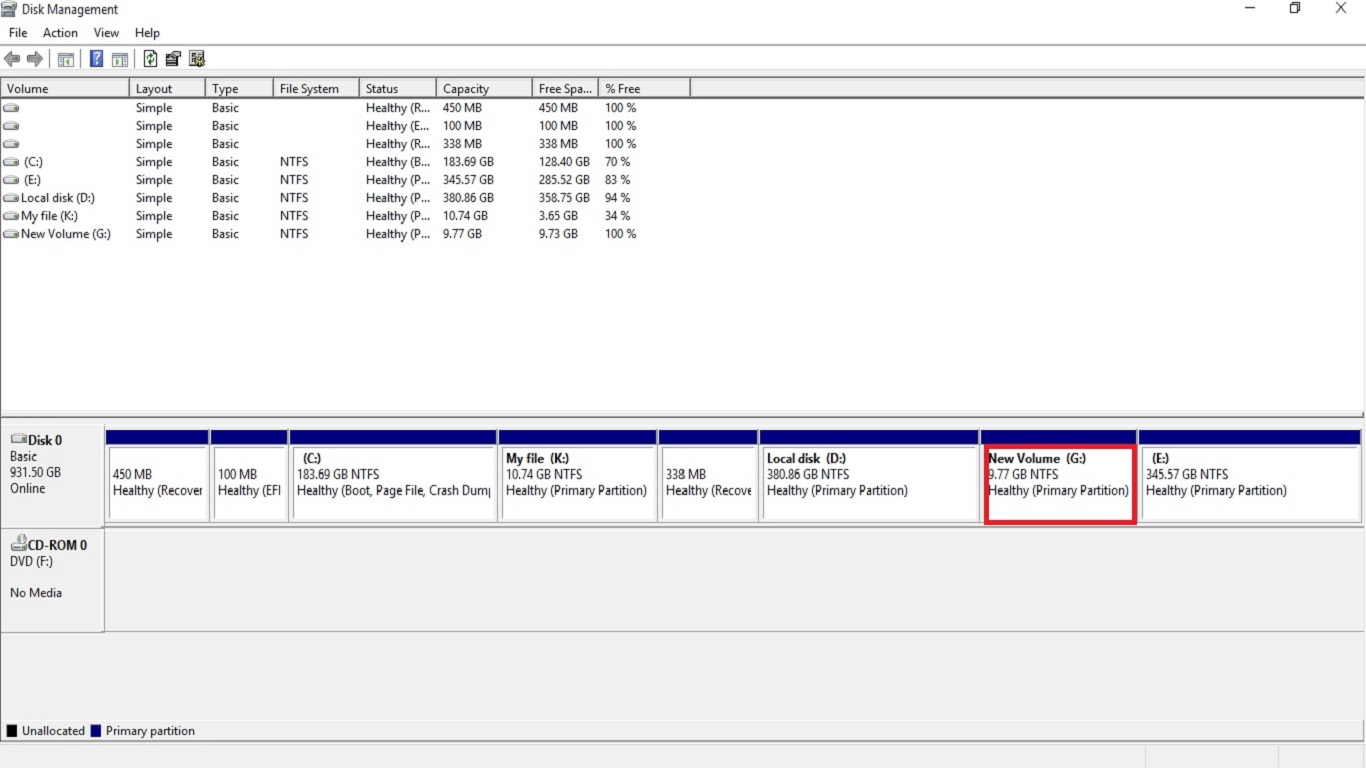 Disk Management
File Action View Help
Volume Layout Type File System Status Capacity Free Spa... % Free
Simple Basic Healthy (R... 450 MB 450 MB 100 %
Simple Basic Healthy (E... 100 MB 100 MB 100 %
Simple Basic Healthy (R... 338 MB 338 MB 100 %
(C:) Simple Basic NTFS Healthy (B... 183.69 GB 128.40 GB 70 %
(E:) Simple Basic NTFS Healthy (P... 345.57 GB 285.52 GB 83 %
Local disk (D:) Simple Basic NTFS Healthy (P... 380.86 GB 358.75 GB 94 %
My file (K:) Simple Basic NTFS Healthy (P... 10.74 GB 3.65 GB 34 %
New Volume (G:) Simple Basic NTFS Healthy (P... 9.77 GB 9.73 GB 100 %
Disk 0
Basic
931.50 GB
Online
450 MB
Healthy (Recover
100 MB
Healthy (EFI
(C:)
183.69 GB NTFS
Healthy (Boot, Page File, Crash Dump
My file (K:)
10.74 GB NTFS
Healthy (Primary Partition)
338 MB
Healthy (Recove
Local disk (D:)
380.86 GB NTFS
Healthy (Primary Partition)
New Volume (G:)
9.77 GB NTFS
Healthy (Primary Partition)
(E:)
345.57 GB NTFS
Healthy (Primary Partition)
CD-ROM 0
DVD (F:)
No Media
Unallocated Primary partition